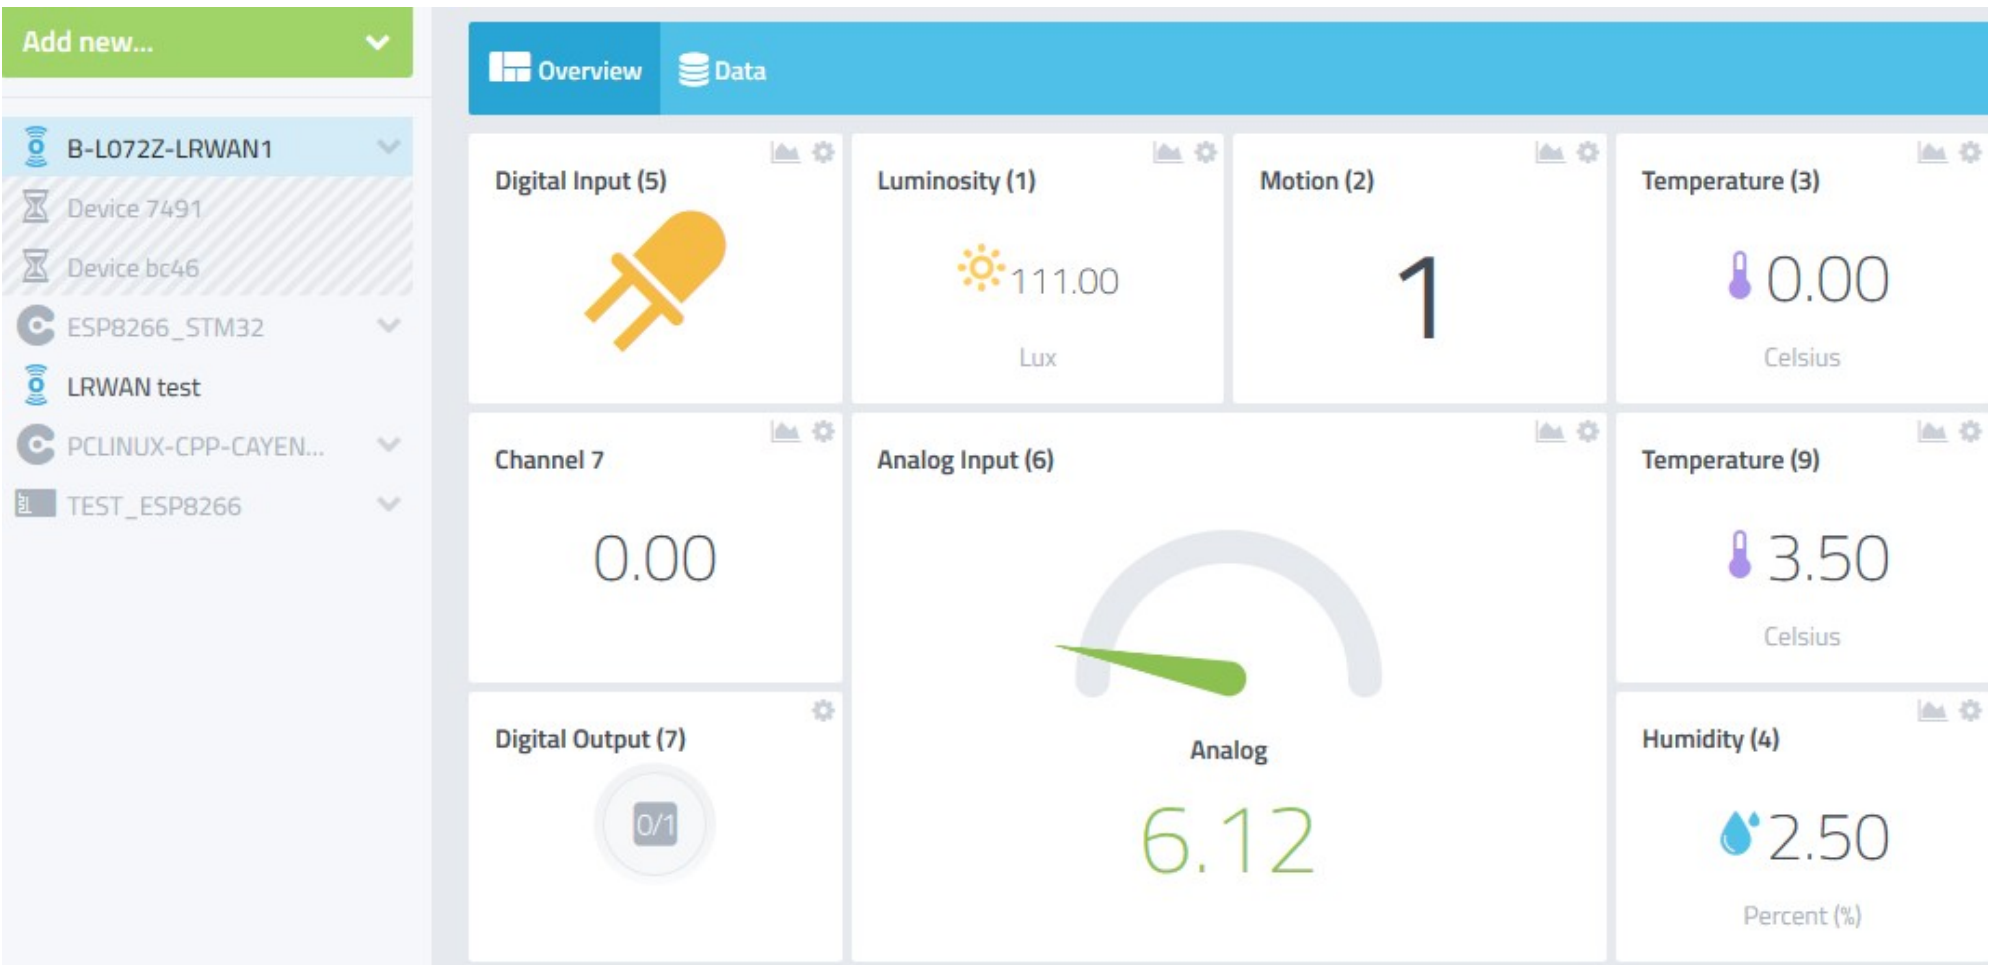 Add new...
B-L072Z-LRWAN1
Device 7491
Device bc46
ESP8266_STM32
LRWAN test
PCLINUX-CPP-CAYEN...
TEST_ESP8266
Overview
Data
Digital Input (5)
Luminosity (1)
111.00
Lux
Motion (2)
1
Temperature (3)
0.00
Celsius
Channel 7
0.00
Analog Input (6)
Analog
6.12
Temperature (9)
3.50
Celsius
Digital Output (7)
0/1
Humidity (4)
2.50
Percent (%)